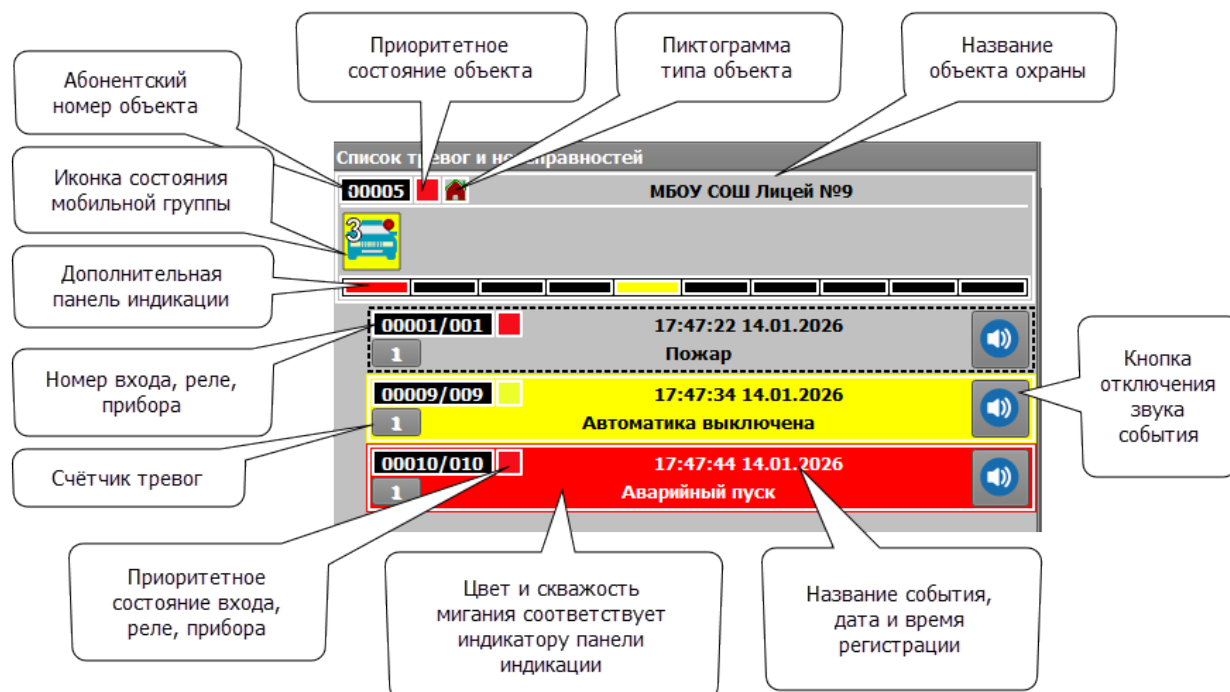 Приоритетное
состояние объекта
Пиктограмма
типа объекта
Название
объекта охраны
Абонентский
номер объекта
Иконка состояния
мобильной группы
Дополнительная
панель индикации
Номер входа, реле,
прибора
Счётчик тревог
Список тревог и неисправностей
00005
МБОУ СОШ Лицей №9
3
00001/001
17:47:22 14.01.2026
1
Пожар
00009/009
17:47:34 14.01.2026
1
Автоматика выключена
00010/010
17:47:44 14.01.2026
1
Аварийный пуск
Кнопка
отключения
звука
события
Приоритетное
состояние входа,
реле, прибора
Цвет и скважость
мигания соответствует
индикатору панели
индикации
Название события,
дата и время
регистрации